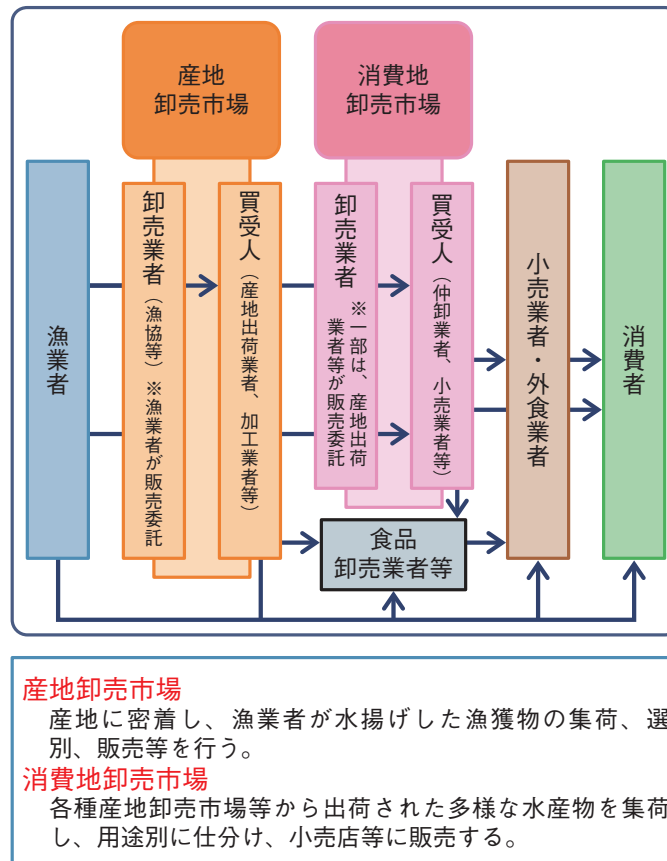 産地
卸売市場
消費地
卸売市場
漁業者
卸売業者（漁協等）※漁業者が販売委託
買受人（産地出荷業者、加工業者等）
卸売業者
※一部は、産地出荷
業者等が販売委託
買受人（仲卸業者、小売業者等）
小売業者・外食業者
消費者
食品
卸売業者等
産地卸売市場
産地に密着し、漁業者が水揚げした漁獲物の集荷、選
別、販売等を行う。
消費地卸売市場
各種産地卸売市場等から出荷された多様な水産物を集荷
し、用途別に仕分け、小売店等に販売する。